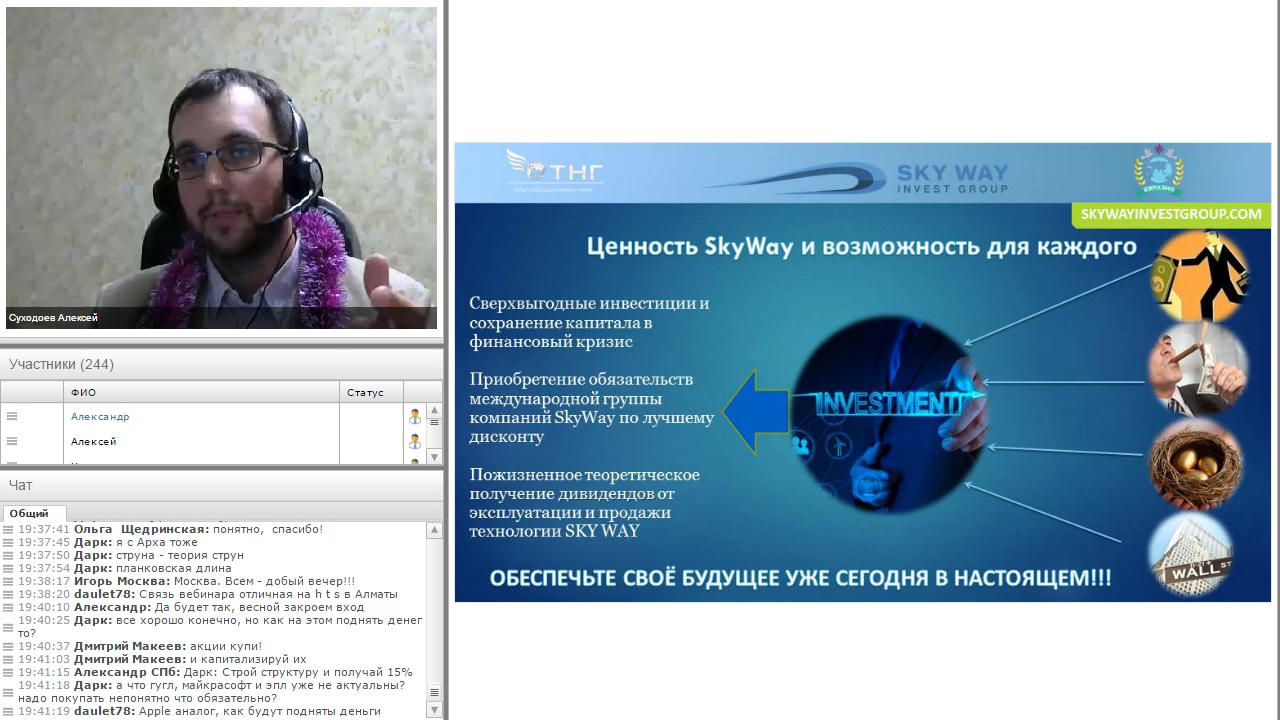 Суходоев Алексей
Участники (244)
ФИО Статус
Александр
Алексей
Чат
Общий
19:37:41 Ольга Щедринская: понятно, спасибо!
19:37:45 Дарк: я с Арха тоже
19:37:50 Дарк: струна - теория струн
19:37:54 Дарк: планковская длина
19:38:17 Игорь Москва: Москва. Всем - добый вечер!!!
19:38:20 daulet78: Связь вебинара отличная на h t s в Алматы
19:40:10 Александр: Да будет так, весной закроем вход
19:40:25 Дарк: все хорошо конечно, но как на этом поднять денег
то?
19:40:37 Дмитрий Макеев: акции купи!
19:41:03 Дмитрий Макеев: и капитализируй их
19:41:15 Александр СПб: Дарк: Строй структуру и получай 15%
19:41:18 Дарк: а что гугл, майкрасофт и эпл уже не актуальны?
надо покупать непонятно что обязательно?
19:41:19 daulet78: Apple аналог, как будут подняты деньги
ТНГ
SKY WAY
INVEST GROUP
ЕВРАЗИЯ
SKYWAYINVESTGROUP.COM
Ценность SkyWay и возможность для каждого
Сверхвыгодные инвестиции и
сохранение капитала в
финансовый кризис
Приобретение обязательств
международной группы
компаний SkyWay по лучшему
дисконту
Пожизненное теоретическое
получение дивидендов от
эксплуатации и продажи
технологии SKY WAY
INVESTMENT
WALL ST
ОБЕСПЕЧЬТЕ СВОЁ БУДУЩЕЕ УЖЕ СЕГОДНЯ В НАСТОЯЩЕМ!!!